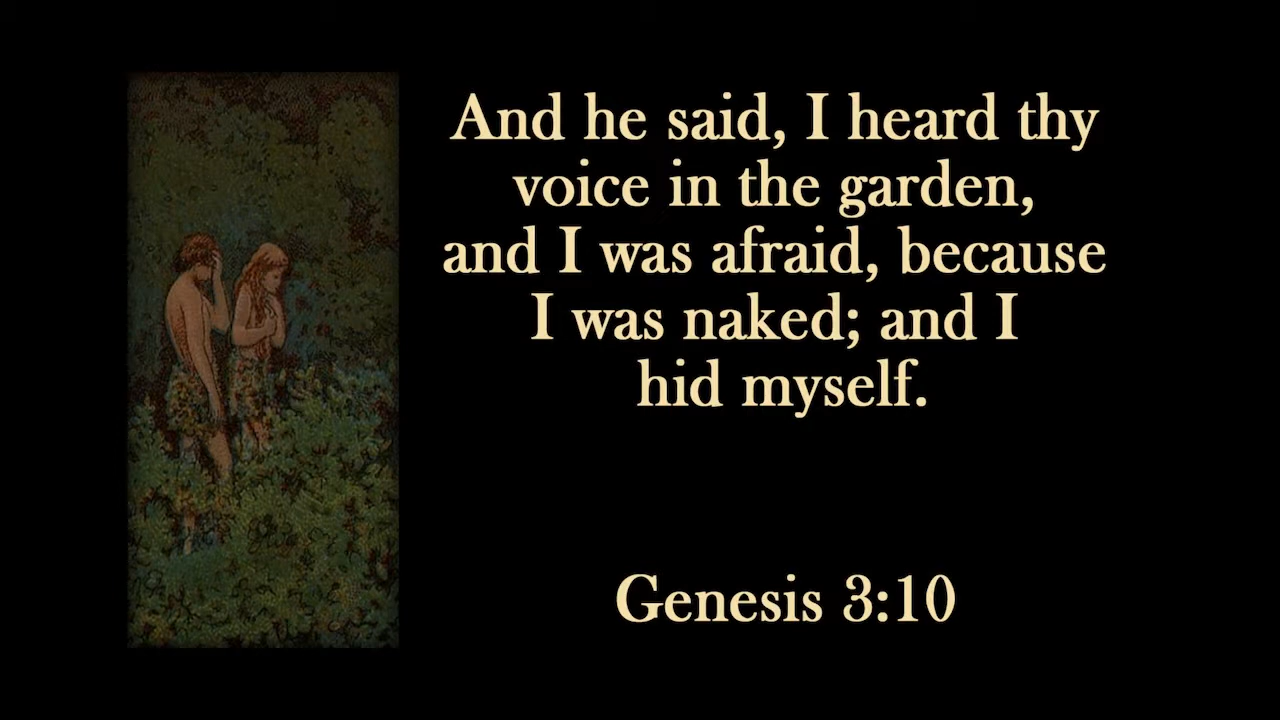 And he said, I heard thy
voice in the garden,
and I was afraid, because
I was naked; and I
hid myself.
Genesis 3:10